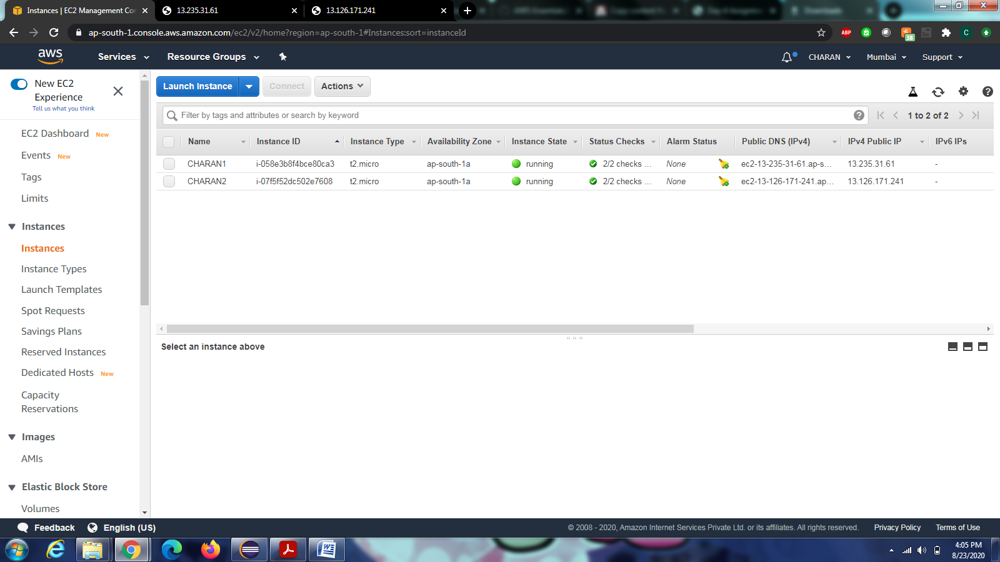 Instances | EC2 Management Con
13.235.31.61
13.126.171.241
ap-south-1.console.aws.amazon.com/ec2/v2/home?region=ap-south-1#Instances:sort=instanceId
ABP
38
C
aws
Services
Resource Groups
CHARAN
Mumbai
Support
New EC2
Experience
Tell us what you think
EC2 Dashboard New
Events New
Tags
Limits
Instances
Instances
Instance Types
Launch Templates
Spot Requests
Savings Plans
Reserved Instances
Dedicated Hosts New
Capacity
Reservations
Images
AMIs
Elastic Block Store
Volumes
Launch Instance
Connect
Actions
Filter by tags and attributes or search by keyword
1 to 2 of 2
Name Instance ID Instance Type Availability Zone Instance State Status Checks Alarm Status Public DNS (IPv4) IPv4 Public IP IPv6 IPs
CHARAN1 i-058e3b8f4bce80ca3 t2.micro ap-south-1a running 2/2 checks ... None ec2-13-235-31-61.ap-s... 13.235.31.61 -
CHARAN2 i-07f5f52dc502e7608 t2.micro ap-south-1a running 2/2 checks ... None ec2-13-126-171-241.ap... 13.126.171.241 -
Select an instance above
Feedback
English (US)
© 2008 - 2020, Amazon Internet Services Private Ltd. or its affiliates. All rights reserved.
Privacy Policy
Terms of Use
4:05 PM
8/23/2020